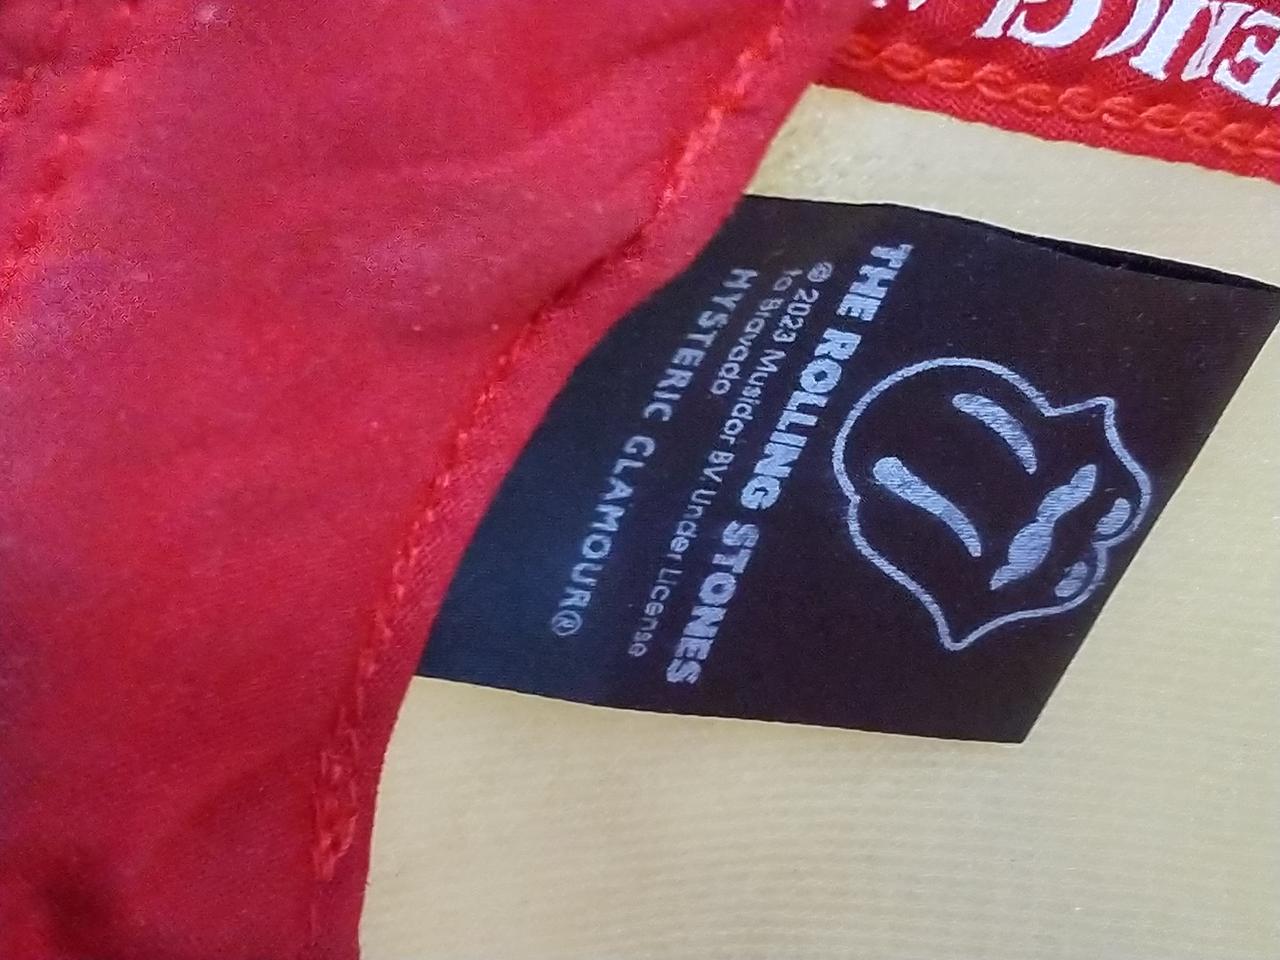 THE ROLLING STONES
© 2023 Musidor BV Under License
to Bravado
HYSTERIC GLAMOUR®